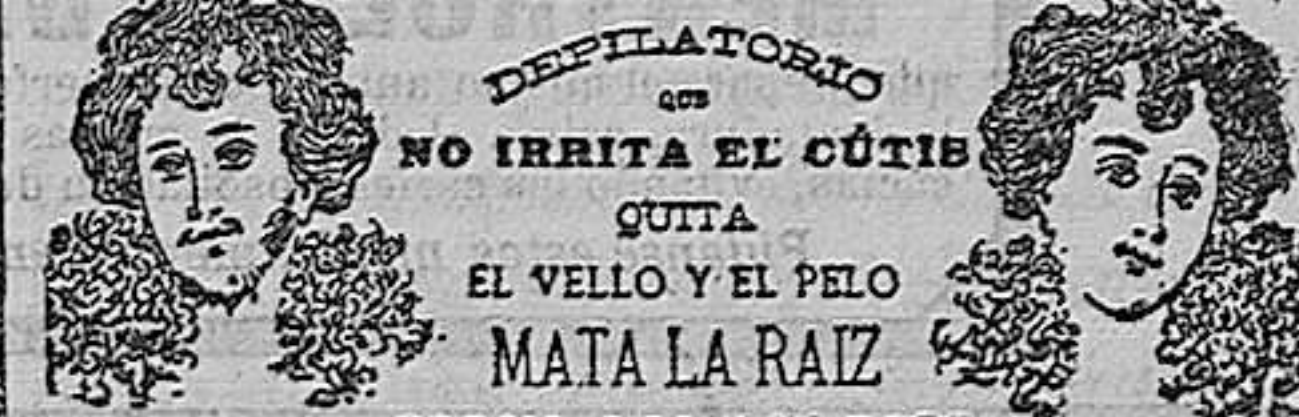 DEPILATORIO
QUE
NO IRRITA EL CÚTIS
QUITA
EL VELLO Y EL PELO
MATA LA RAIZ